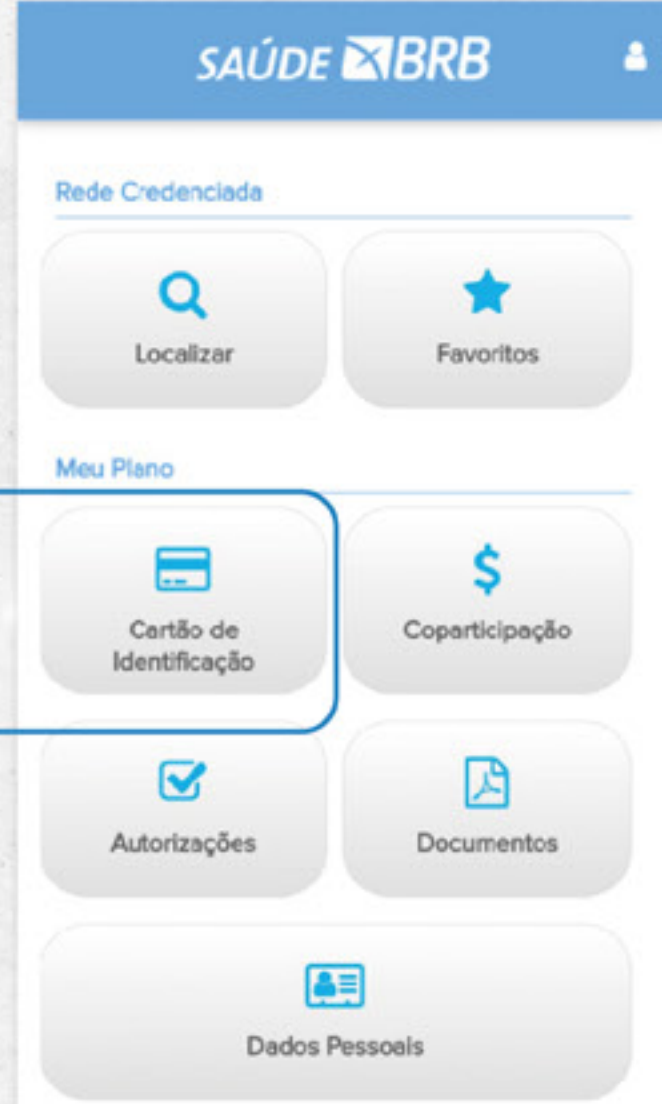 SAÚDE BRB
Rede Credenciada
Localizar
Favoritos
Meu Plano
Cartão de
Identificação
Coparticipação
Autorizações
Documentos
Dados Pessoais